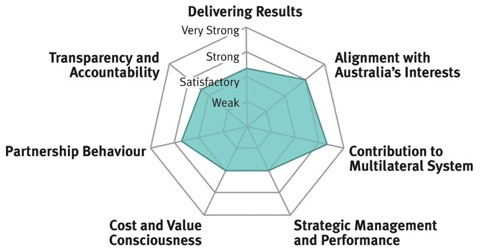 Delivering Results
Very Strong
Strong
Satisfactory
Weak
Transparency and
Accountability
Alignment with
Australia's Interests
Partnership Behaviour
Contribution to
Multilateral System
Cost and Value
Consciousness
Strategic Management
and Performance